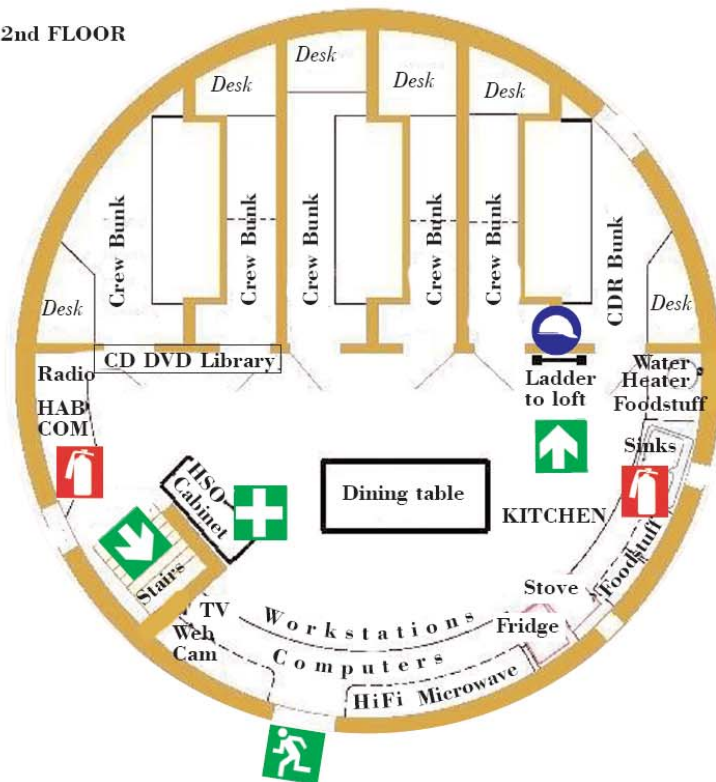 2nd FLOOR
Desk
Desk
Desk
Desk
Desk
Desk
Crew Bunk
Crew Bunk
Crew Bunk
Crew Bunk
Crew Bunk
CDR Bunk
CD DVD Library
Radio
HAB
COM
Ladder
to loft
Water
Heater
Foodstuff
Sinks
HSO
Cabinet
Dining table
KITCHEN
Foodstuff
Stairs
TV
Web
Cam
Workstations
Computers
Stove
Fridge
HiFi Microwave